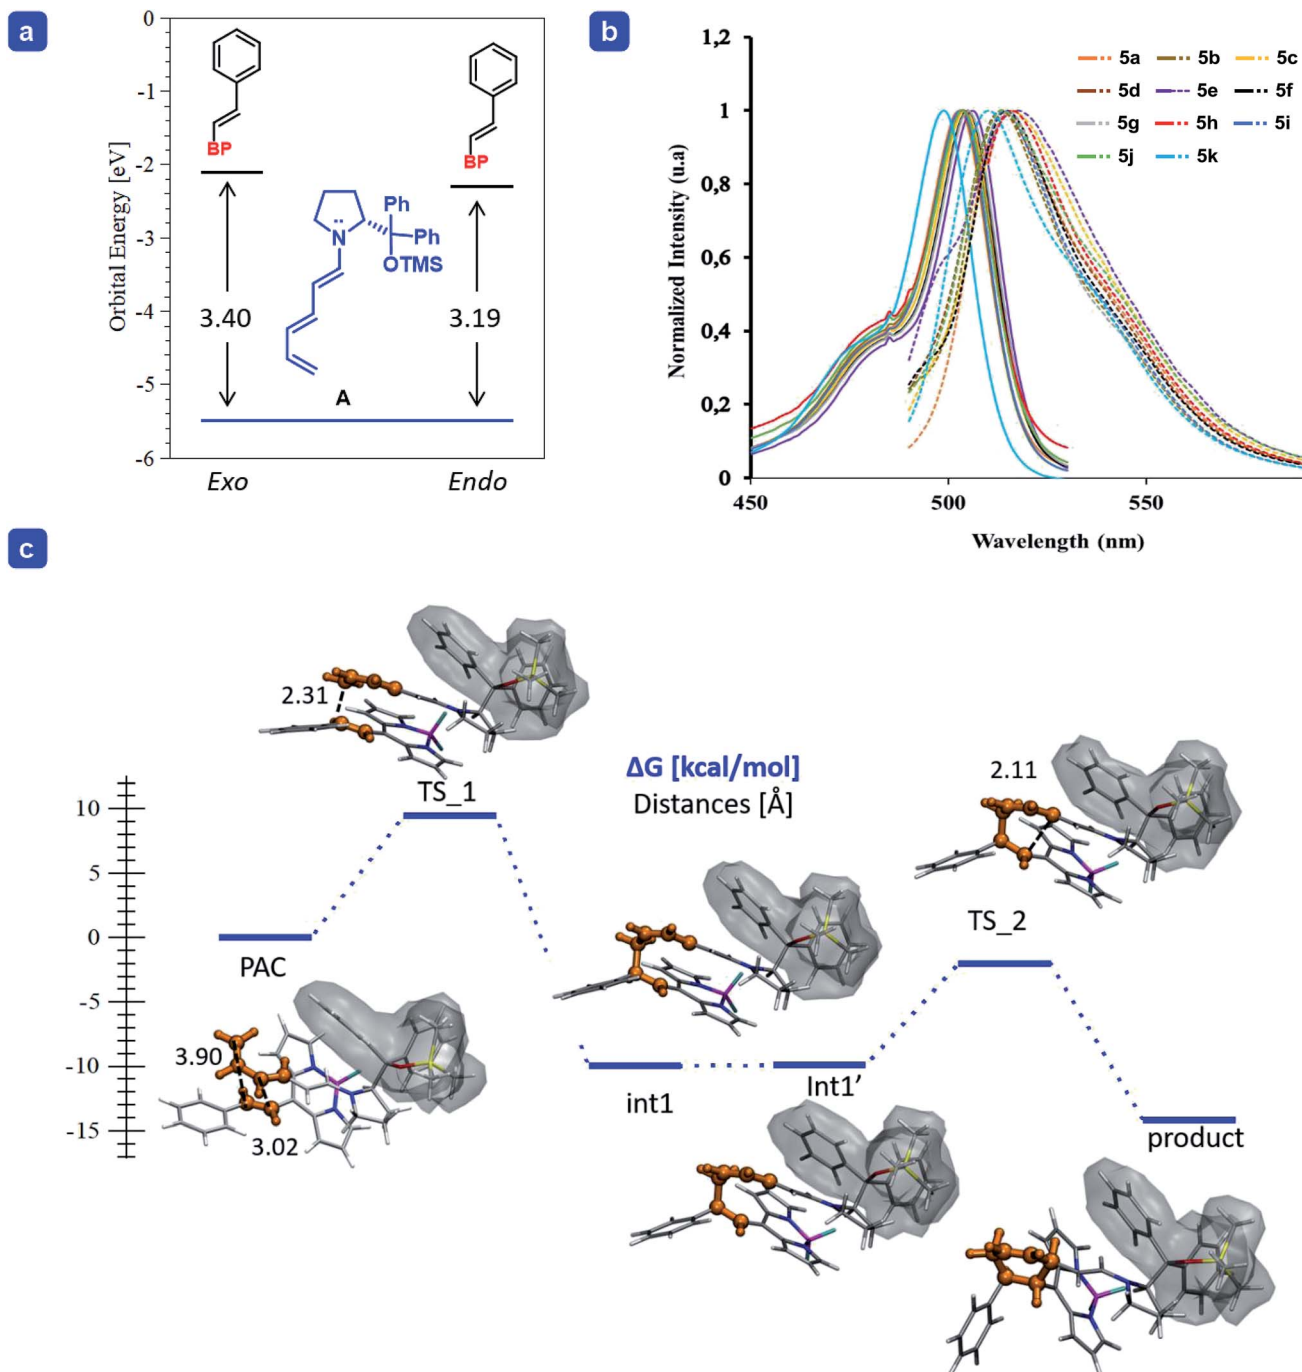 a
Orbital Energy [eV]
0
-1
-2
-3
-4
-5
-6
BP
BP
N
Ph
Ph
OTMS
3.40
3.19
A
Exo
Endo
b
Normalized Intensity (u.a)
1,2
1
0,8
0,6
0,4
0,2
0
450
500
550
Wavelength (nm)
5a 5b 5c
5d 5e 5f
5g 5h 5i
5j 5k
c
2.31
TS_1
ΔG [kcal/mol]
Distances [Å]
2.11
TS_2
10
5
0
-5
-10
-15
PAC
3.90
3.02
int1
Int1’
product